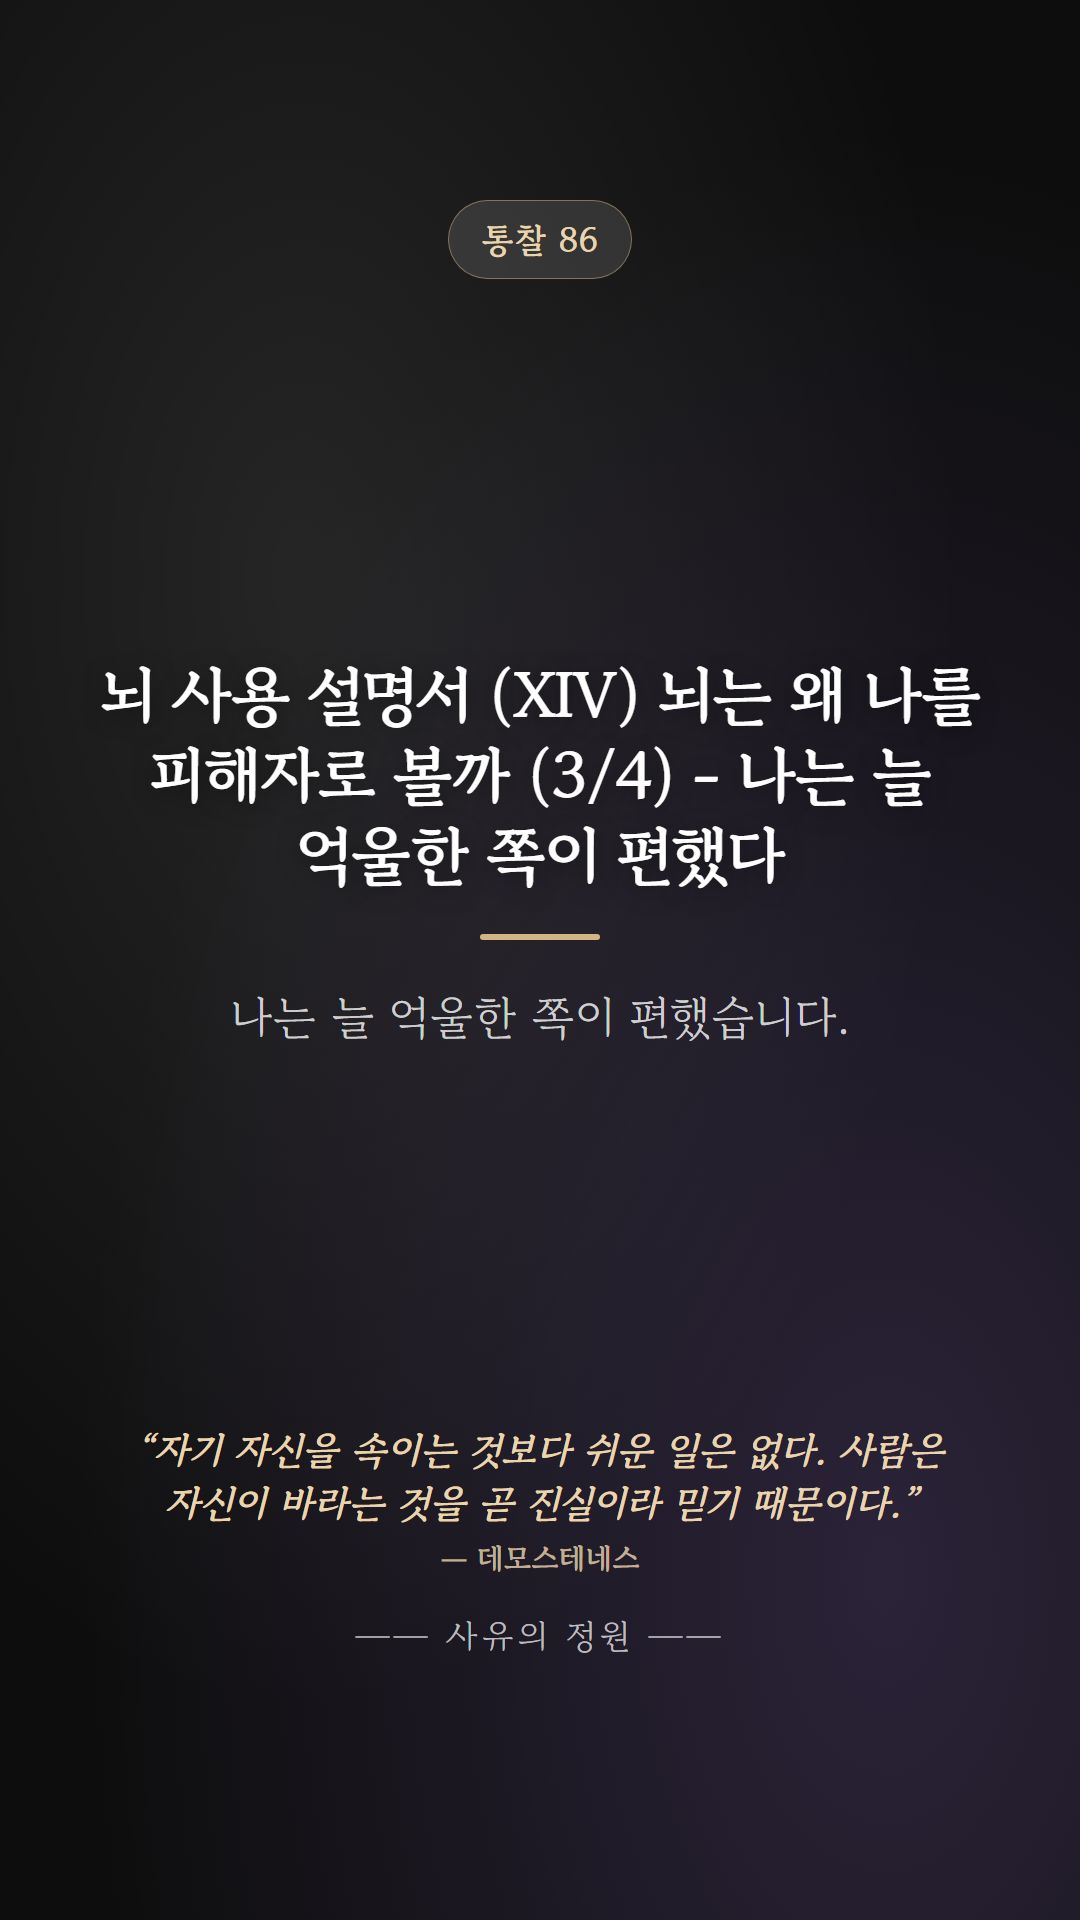 통찰 86
뇌 사용 설명서 (XIV) 뇌는 왜 나를
피해자로 볼까 (3/4) - 나는 늘
억울한 쪽이 편했다
나는 늘 억울한 쪽이 편했습니다.
“자기 자신을 속이는 것보다 쉬운 일은 없다. 사람은
자신이 바라는 것을 곧 진실이라 믿기 때문이다.”
— 데모스테네스
—— 사유의 정원 ——